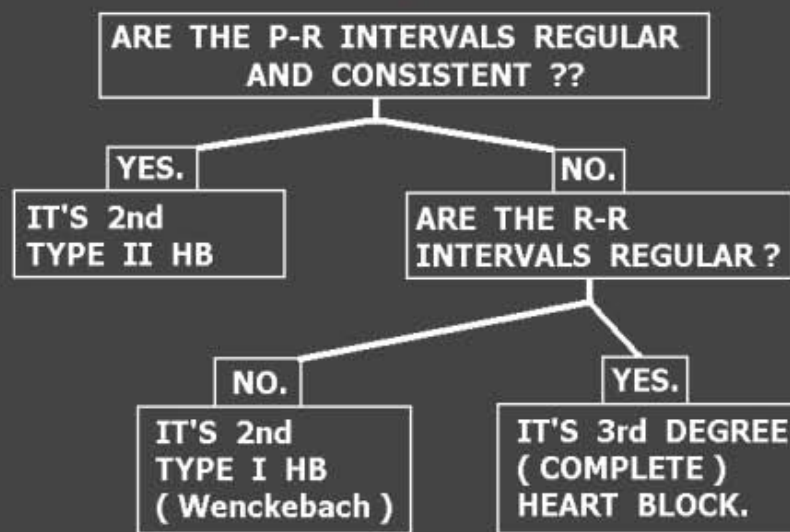 ARE THE P-R INTERVALS REGULAR
AND CONSISTENT ??
YES.
IT'S 2nd
TYPE II HB
NO.
ARE THE R-R
INTERVALS REGULAR ?
NO.
IT'S 2nd
TYPE I HB
( Wenckebach )
YES.
IT'S 3rd DEGREE
( COMPLETE )
HEART BLOCK.